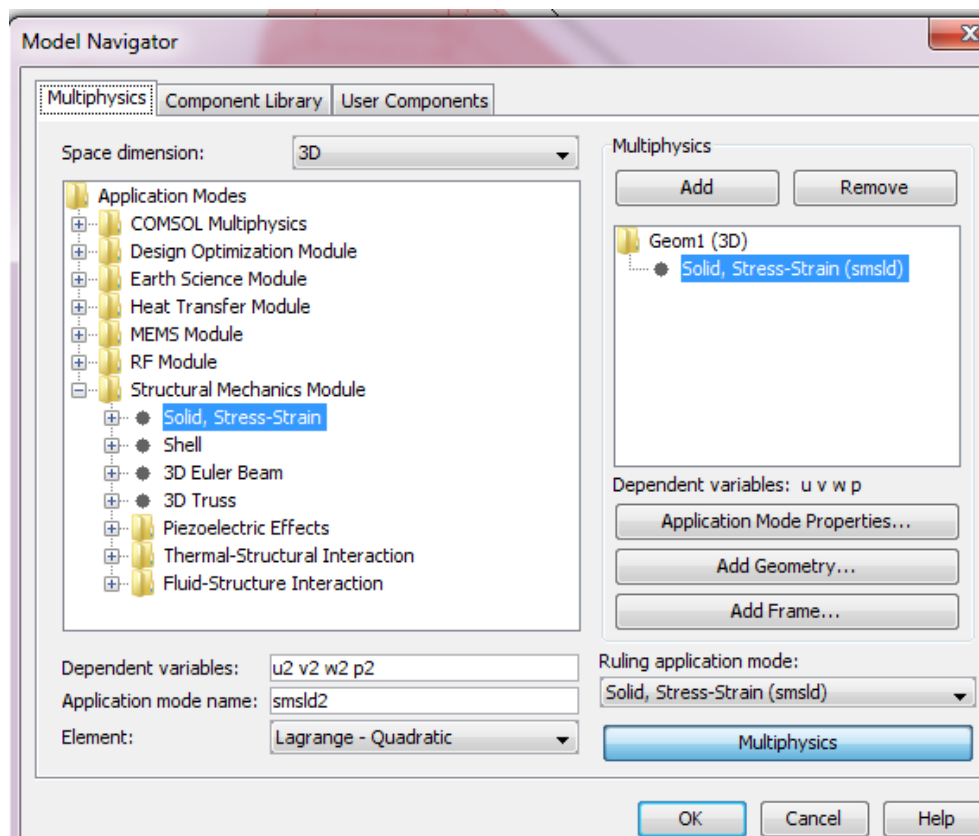 Model Navigator
Multiphysics Component Library User Components
Space dimension: 3D
Application Modes
COMSOL Multiphysics
Design Optimization Module
Earth Science Module
Heat Transfer Module
MEMS Module
RF Module
Structural Mechanics Module
Solid, Stress-Strain
Shell
3D Euler Beam
3D Truss
Piezoelectric Effects
Thermal-Structural Interaction
Fluid-Structure Interaction
Dependent variables: u2 v2 w2 p2
Application mode name: smsld2
Element: Lagrange - Quadratic
Multiphysics
Add Remove
Geom1 (3D)
Solid, Stress-Strain (smsld)
Dependent variables: u v w p
Application Mode Properties...
Add Geometry...
Add Frame...
Ruling application mode:
Solid, Stress-Strain (smsld)
Multiphysics
OK Cancel Help